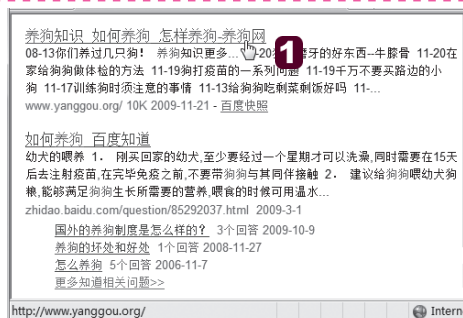 养狗知识_如何养狗_怎样养狗-养狗网
08-13你们养过几只狗! 养狗知识更多... 磨牙的好东西--牛膝骨 11-20在
家给狗狗做体检的方法 11-19狗打疫苗的一系列问题 11-19千万不要买路边的小
狗 11-17训练狗时须注意的事情 11-13给狗狗吃剩菜剩饭好吗 11-...
www.yanggou.org/ 10K 2009-11-21 - 百度快照
1
如何养狗_百度知道
幼犬的喂养 1. 刚买回家的幼犬,至少要经过一个星期才可以洗澡,同时需要在15天
后去注射疫苗,在完毕免疫之前,不要带狗狗与其同伴接触 2. 建议给狗狗喂幼犬狗
粮,能够满足狗狗生长所需要的营养,喂食的时候可用温水...
zhidao.baidu.com/question/85292037.html 2009-3-1
国外的养狗制度是怎么样的? 3个回答 2009-10-9
养狗的坏处和好处 1个回答 2008-11-27
怎么养狗 5个回答 2006-11-7
更多知道相关问题>>
http://www.yanggou.org/ Intern